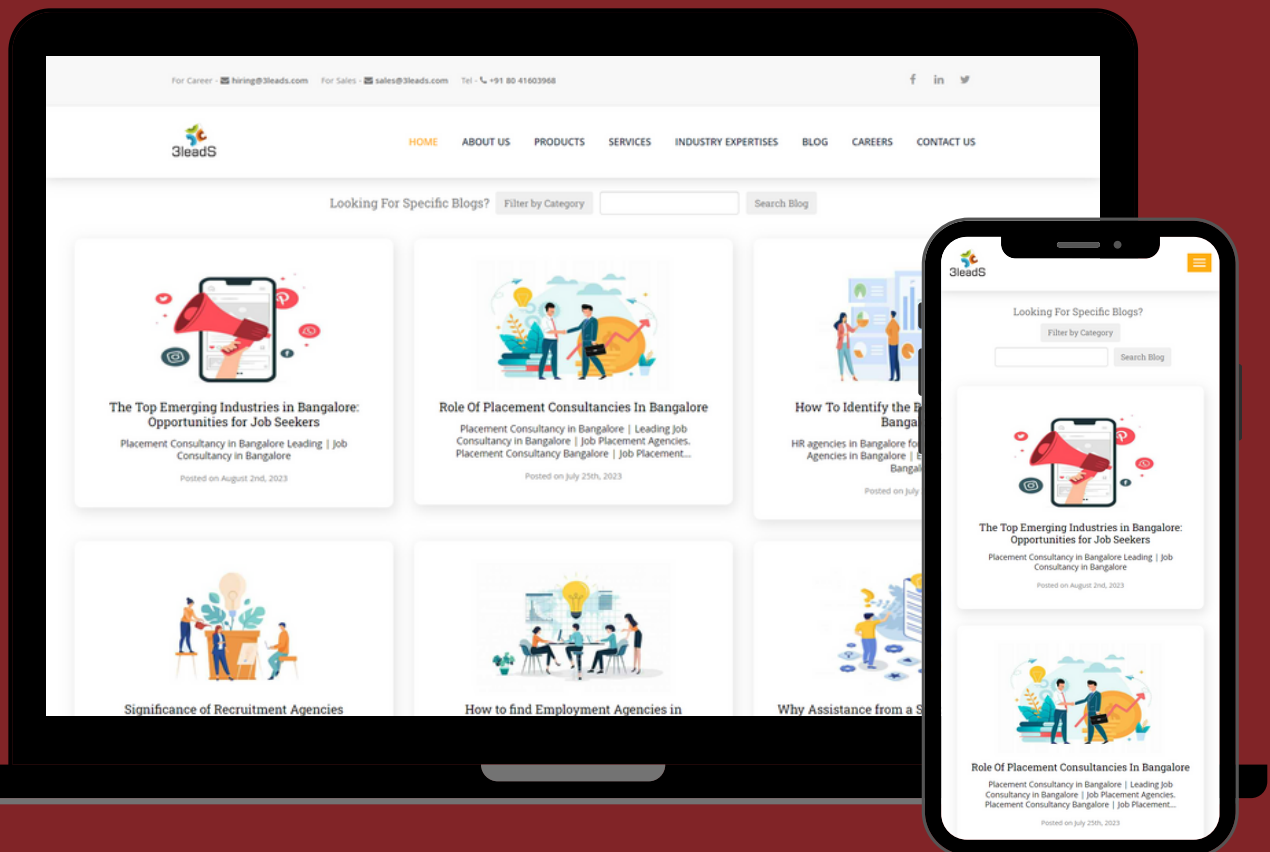 For Career - hiring@3leads.com For Sales - sales@3leads.com Tel - +91 80 41603968
3leadS
HOME ABOUT US PRODUCTS SERVICES INDUSTRY EXPERTISES BLOG CAREERS CONTACT US
Looking For Specific Blogs? Filter by Category Search Blog
The Top Emerging Industries in Bangalore:
Opportunities for Job Seekers
Placement Consultancy in Bangalore Leading | Job
Consultancy in Bangalore
Posted on August 2nd, 2023
Role Of Placement Consultancies In Bangalore
Placement Consultancy in Bangalore | Leading Job
Consultancy in Bangalore | Job Placement Agencies.
Placement Consultancy Bangalore | Job Placement...
Posted on July 25th, 2023
How To Identify the
Banga
HR agencies in Bangalore fo
Agencies in Bangalore |
Bangal
Posted on July
Significance of Recruitment Agencies
How to find Employment Agencies in
Why Assistance from a S
3leadS
Looking For Specific Blogs?
Filter by Category
Search Blog
The Top Emerging Industries in Bangalore:
Opportunities for Job Seekers
Placement Consultancy in Bangalore Leading | Job
Consultancy in Bangalore
Posted on August 2nd, 2023
Role Of Placement Consultancies In Bangalore
Placement Consultancy in Bangalore | Leading Job
Consultancy in Bangalore | Job Placement Agencies.
Placement Consultancy Bangalore | Job Placement...
Posted on July 25th, 2023